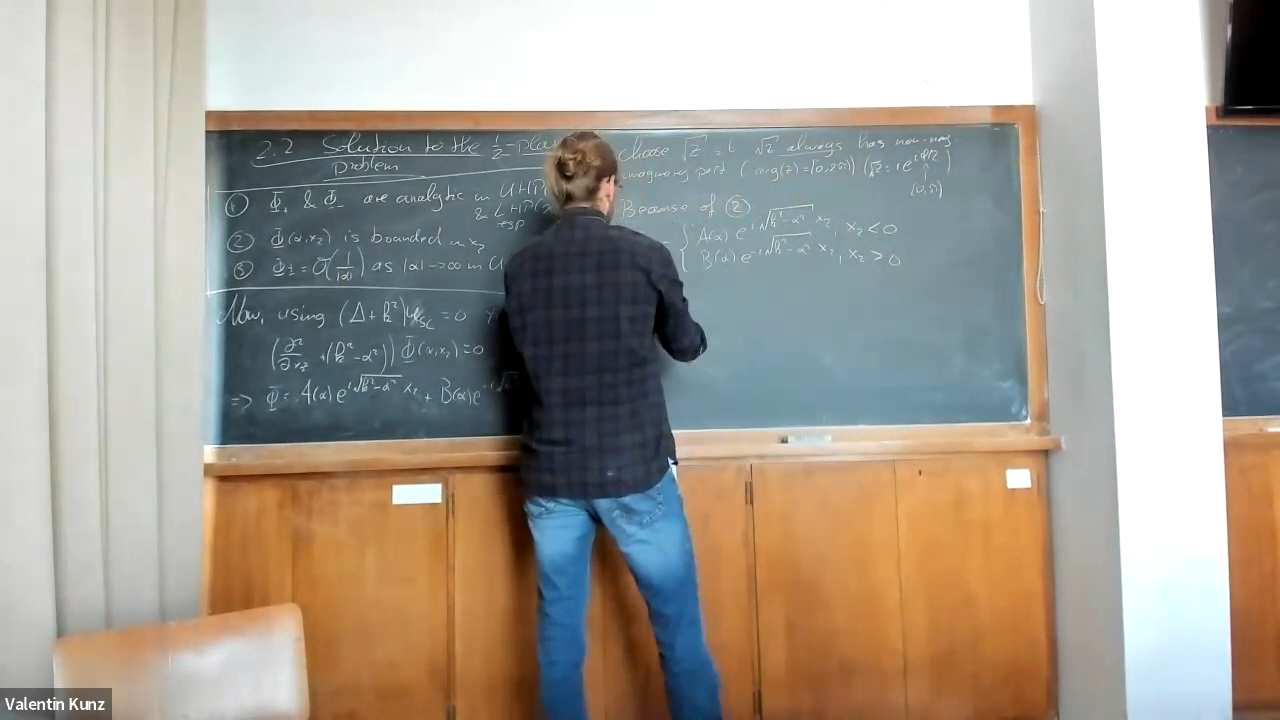 2.2 Solution to the ½-plane
problem
① Φ₊ & Φ₋ are analytic in UHP
& LHP
resp
② Φ(α,x₂) is bounded in x₂
③ Φ± = O(1/|α|) as |α|→∞ in U
Now, using (Δ + k²)ψ_sc = 0
(∂²/∂x₂² + (k²-α²)) Φ(α,x₂)=0
=> Φ = A(α) e^{i√(k²-α²) x₂} + B(α) e^{-i√
choose √z s.t. √z always has non-neg.
imaginary part (arg(z)=[0,2π)) (√z = r e^{iφ/2})
[0,π)
Because of ②
= { A(α) e^{i√(k²-α²) x₂}, x₂<0
B(α) e^{-i√(k²-α²) x₂}, x₂>0
Valentin Kunz